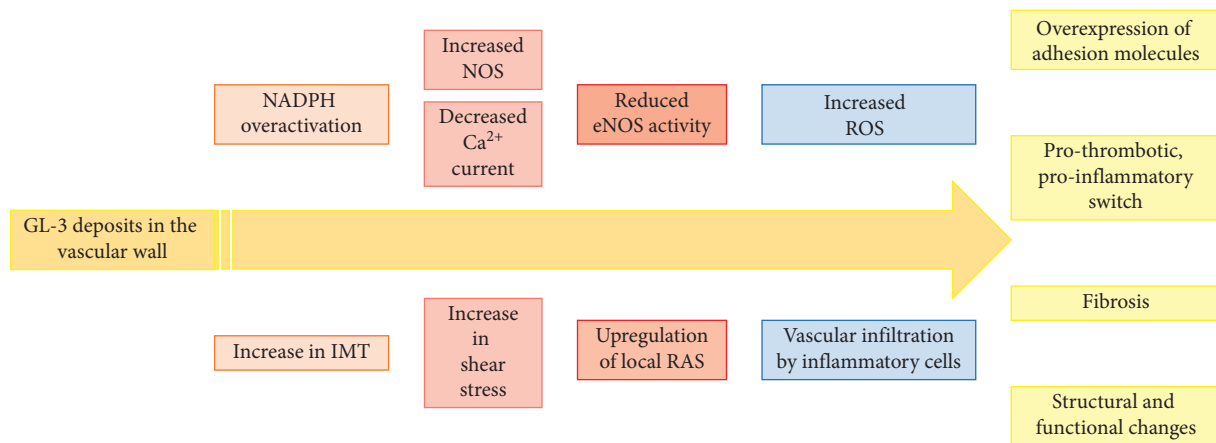 GL-3 deposits in the
vascular wall
NADPH
overactivation
Increased
NOS
Decreased
Ca²⁺
current
Reduced
eNOS activity
Increased
ROS
Increase in IMT
Increase
in
shear
stress
Upregulation
of local RAS
Vascular infiltration
by inflammatory cells
Overexpression of
adhesion molecules
Pro-thrombotic,
pro-inflammatory
switch
Fibrosis
Structural and
functional changes